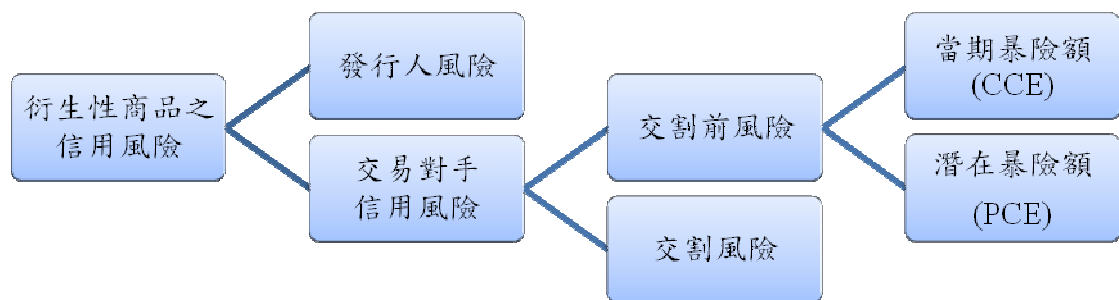 衍生性商品之
信用風險
發行人風險
交易對手
信用風險
交割前風險
交割風險
當期暴險額
(CCE)
潛在暴險額
(PCE)